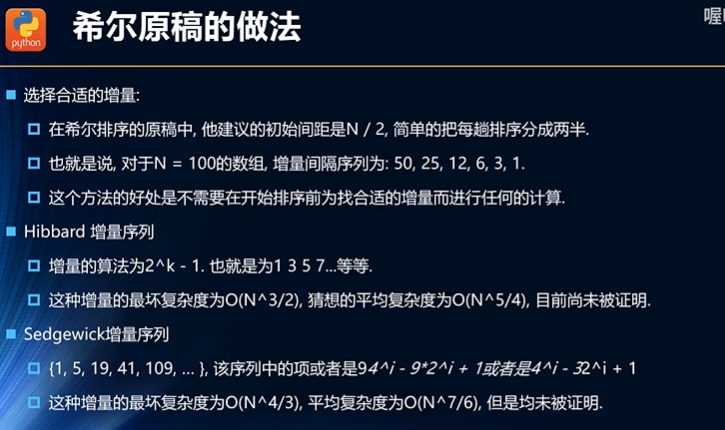 python
希尔原稿的做法
选择合适的增量:
在希尔排序的原稿中, 他建议的初始间距是N / 2, 简单的把每趟排序分成两半.
也就是说, 对于N = 100的数组, 增量间隔序列为: 50, 25, 12, 6, 3, 1.
这个方法的好处是不需要在开始排序前为找合适的增量而进行任何的计算.
Hibbard 增量序列
增量的算法为2^k - 1. 也就是为1 3 5 7...等等.
这种增量的最坏复杂度为O(N^3/2), 猜想的平均复杂度为O(N^5/4), 目前尚未被证明.
Sedgewick增量序列
{1, 5, 19, 41, 109, ... }, 该序列中的项或者是94^i - 9*2^i + 1或者是4^i - 32^i + 1
这种增量的最坏复杂度为O(N^4/3), 平均复杂度为O(N^7/6), 但是均未被证明.